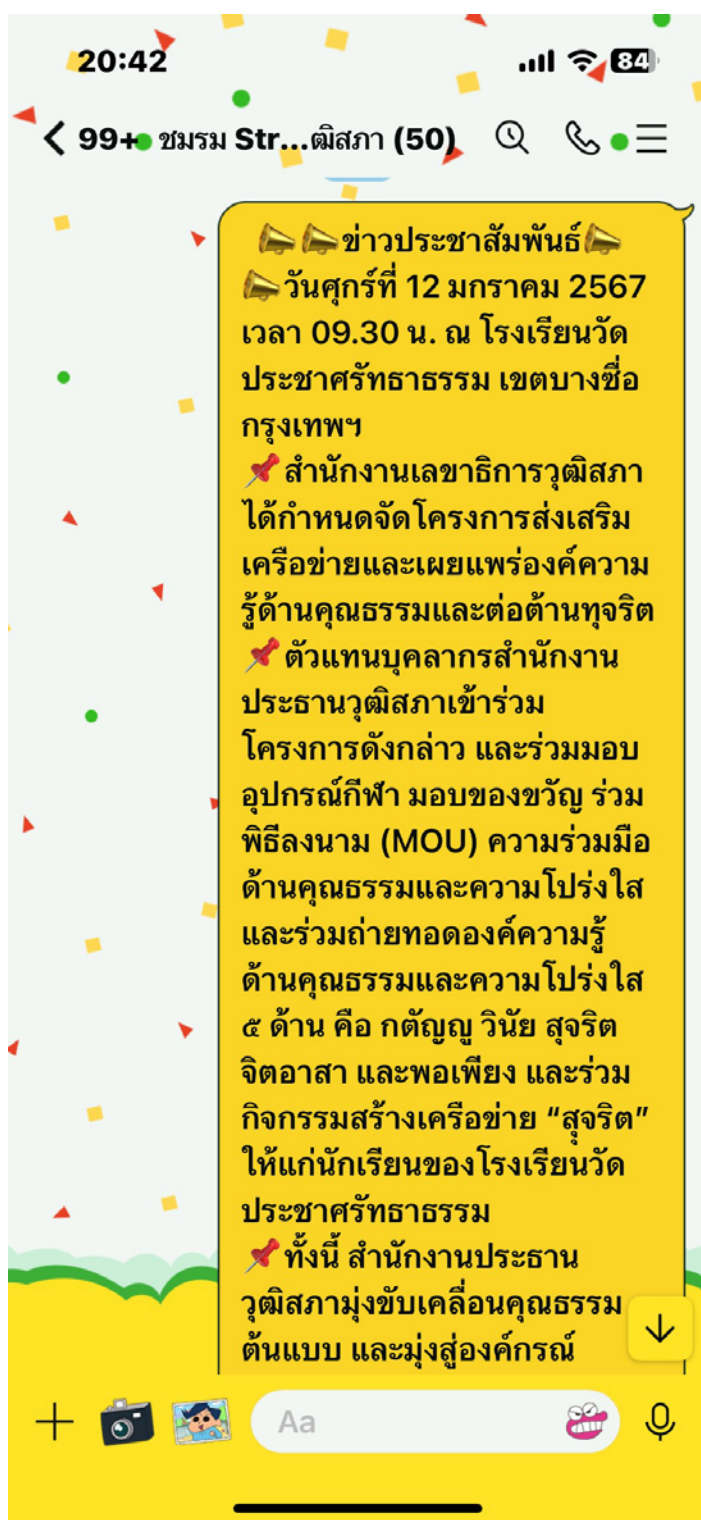 20:42
84
99+ ชมรม Str...ฒิสภา (50)
ข่าวประชาสัมพันธ์
วันศุกร์ที่ 12 มกราคม 2567
เวลา 09.30 น. ณ โรงเรียนวัด
ประชาศรัทธาธรรม เขตบางซื่อ
กรุงเทพฯ
สำนักงานเลขาธิการวุฒิสภา
ได้กำหนดจัดโครงการส่งเสริม
เครือข่ายและเผยแพร่องค์ความ
รู้ด้านคุณธรรมและต่อต้านทุจริต
ตัวแทนบุคลากรสำนักงาน
ประธานวุฒิสภาเข้าร่วม
โครงการดังกล่าว และร่วมมอบ
อุปกรณ์กีฬา มอบของขวัญ ร่วม
พิธีลงนาม (MOU) ความร่วมมือ
ด้านคุณธรรมและความโปร่งใส
และร่วมถ่ายทอดองค์ความรู้
ด้านคุณธรรมและความโปร่งใส
๕ ด้าน คือ กตัญญู วินัย สุจริต
จิตอาสา และพอเพียง และร่วม
กิจกรรมสร้างเครือข่าย “สุจริต”
ให้แก่นักเรียนของโรงเรียนวัด
ประชาศรัทธาธรรม
ทั้งนี้ สำนักงานประธาน
วุฒิสภามุ่งขับเคลื่อนคุณธรรม
ต้นแบบ และมุ่งสู่องค์กรณ์
Aa